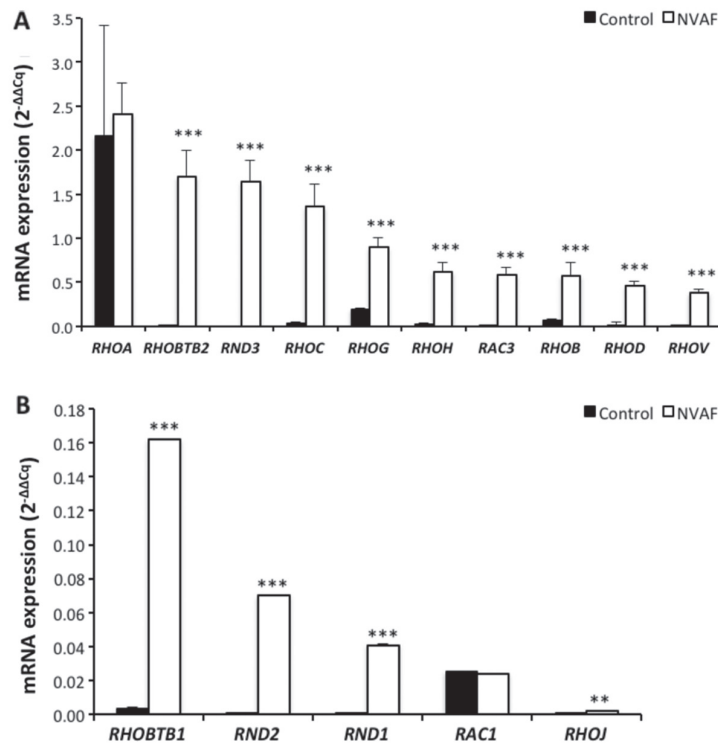 A
Control NVAF
mRNA expression (2^-ΔΔCq)
3.5
3.0
2.5
2.0
1.5
1.0
0.5
0.0
*** *** *** *** *** *** *** *** ***
RHOA RHOBTB2 RND3 RHOC RHOG RHOH RAC3 RHOB RHOD RHOV
B
Control NVAF
mRNA expression (2^-ΔΔCq)
0.18
0.16
0.14
0.12
0.10
0.08
0.06
0.04
0.02
0.00
*** *** *** **
RHOBTB1 RND2 RND1 RAC1 RHOJ